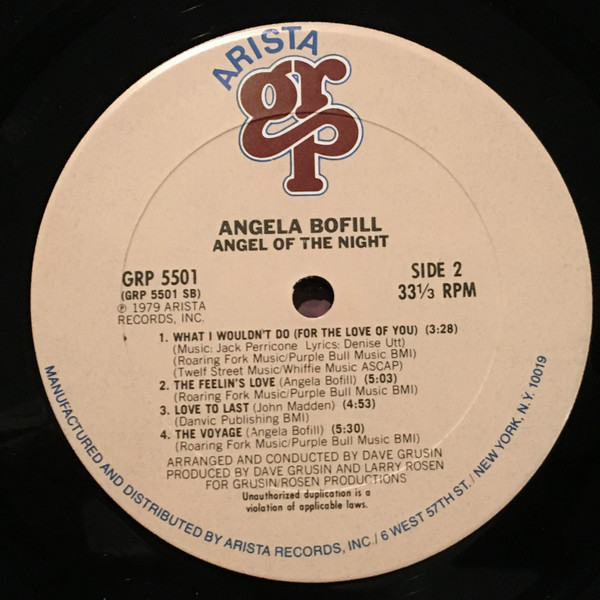 ARISTA
grp
ANGELA BOFILL
ANGEL OF THE NIGHT
GRP 5501
(GRP 5501 SB)
℗ 1979 ARISTA
RECORDS, INC.
SIDE 2
33⅓ RPM
1. WHAT I WOULDN'T DO (FOR THE LOVE OF YOU) (3:28)
(Music: Jack Perricone Lyrics: Denise Utt)
(Roaring Fork Music/Purple Bull Music BMI)
(Twelf Street Music/Whiffie Music ASCAP)
2. THE FEELIN'S LOVE (Angela Bofill) (5:03)
(Roaring Fork Music/Purple Bull Music BMI)
3. LOVE TO LAST (John Madden) (4:53)
(Danvic Publishing BMI)
4. THE VOYAGE (Angela Bofill) (5:30)
(Roaring Fork Music/Purple Bull Music BMI)
ARRANGED AND CONDUCTED BY DAVE GRUSIN
PRODUCED BY DAVE GRUSIN AND LARRY ROSEN
FOR GRUSIN/ROSEN PRODUCTIONS
Unauthorized duplication is a
violation of applicable laws.
MANUFACTURED AND DISTRIBUTED BY ARISTA RECORDS, INC./6 WEST 57TH ST./NEW YORK, N.Y. 10019